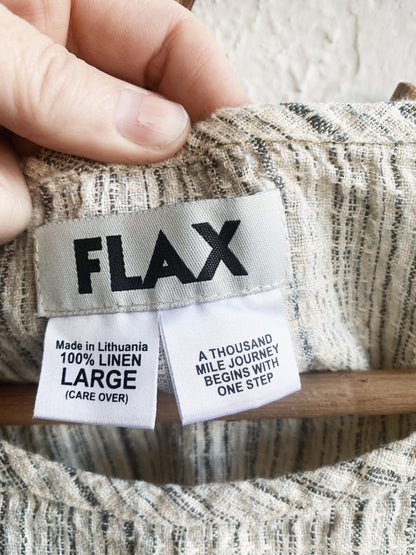 FLAX
Made in Lithuania
100% LINEN
LARGE
(CARE OVER)
A THOUSAND
MILE JOURNEY
BEGINS WITH
ONE STEP